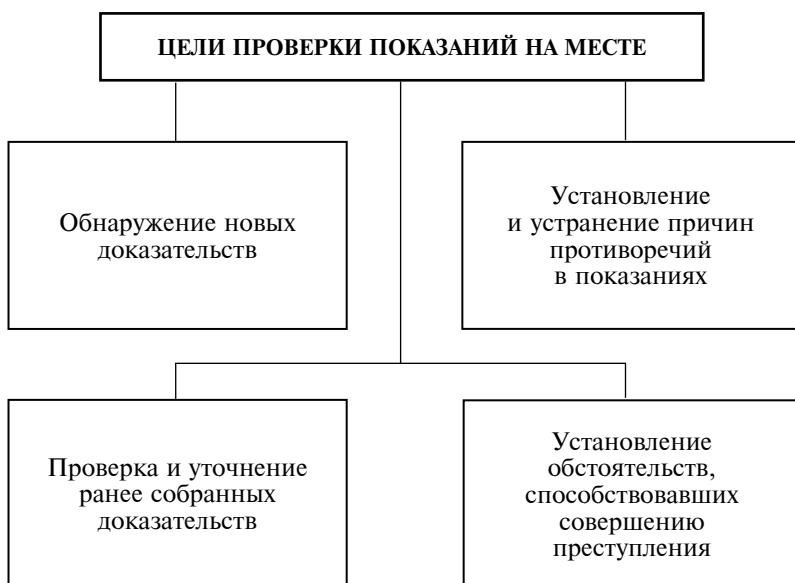 ЦЕЛИ ПРОВЕРКИ ПОКАЗАНИЙ НА МЕСТЕ
Обнаружение новых
доказательств
Установление
и устранение причин
противоречий
в показаниях
Проверка и уточнение
ранее собранных
доказательств
Установление
обстоятельств,
способствовавших
совершению
преступления